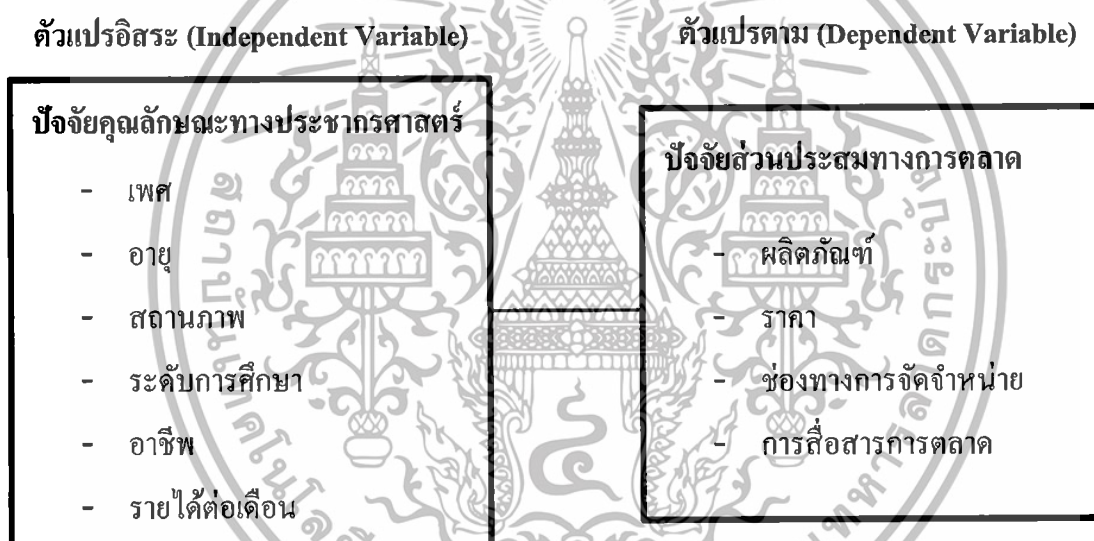 ตัวแปรอิสระ (Independent Variable)
ปัจจัยคุณลักษณะทางประชากรศาสตร์
- เพศ
- อายุ
- สถานภาพ
- ระดับการศึกษา
- อาชีพ
- รายได้ต่อเดือน
ตัวแปรตาม (Dependent Variable)
ปัจจัยส่วนประสมทางการตลาด
- ผลิตภัณฑ์
- ราคา
- ช่องทางการจัดจำหน่าย
- การสื่อสารการตลาด